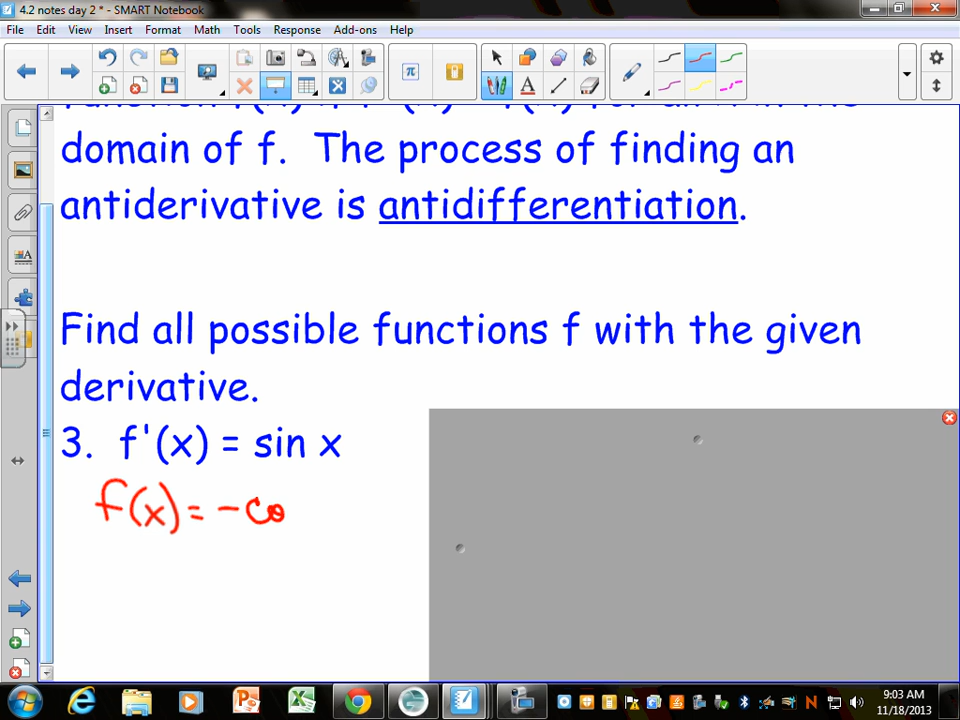 4.2 notes day 2 * - SMART Notebook
File Edit View Insert Format Math Tools Response Add-ons Help
domain of f. The process of finding an
antiderivative is antidifferentiation.
Find all possible functions f with the given
derivative.
3. f'(x) = sin x
f(x) = - co
9:03 AM
11/18/2013